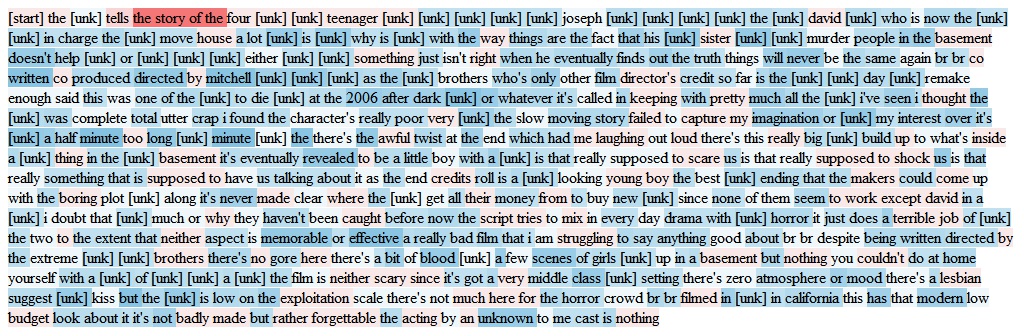 [start] the [unk] tells the story of the four [unk] [unk] teenager [unk] [unk] [unk] [unk] [unk] joseph [unk] [unk] [unk] [unk] the [unk] david [unk] who is now the [unk]
[unk] in charge the [unk] move house a lot [unk] is [unk] why is [unk] with the way things are the fact that his [unk] sister [unk] [unk] murder people in the basement
doesn't help [unk] or [unk] [unk] [unk] either [unk] [unk] something just isn't right when he eventually finds out the truth things will never be the same again br br co
written co produced directed by mitchell [unk] [unk] [unk] as the [unk] brothers who's only other film director's credit so far is the [unk] [unk] day [unk] remake
enough said this was one of the [unk] to die [unk] at the 2006 after dark [unk] or whatever it's called in keeping with pretty much all the [unk] i've seen i thought the
[unk] was complete total utter crap i found the character's really poor very [unk] the slow moving story failed to capture my imagination or [unk] my interest over it's
[unk] a half minute too long [unk] minute [unk] the there's the awful twist at the end which had me laughing out loud there's this really big [unk] build up to what's inside
a [unk] thing in the [unk] basement it's eventually revealed to be a little boy with a [unk] is that really supposed to scare us is that really supposed to shock us is that
really something that is supposed to have us talking about it as the end credits roll is a [unk] looking young boy the best [unk] ending that the makers could come up
with the boring plot [unk] along it's never made clear where the [unk] get all their money from to buy new [unk] since none of them seem to work except david in a
[unk] i doubt that [unk] much or why they haven't been caught before now the script tries to mix in every day drama with [unk] horror it just does a terrible job of [unk]
the two to the extent that neither aspect is memorable or effective a really bad film that i am struggling to say anything good about br br despite being written directed by
the extreme [unk] [unk] brothers there's no gore here there's a bit of blood [unk] a few scenes of girls [unk] up in a basement but nothing you couldn't do at home
yourself with a [unk] of [unk] [unk] a [unk] the film is neither scary since it's got a very middle class [unk] setting there's zero atmosphere or mood there's a lesbian
suggest [unk] kiss but the [unk] is low on the exploitation scale there's not much here for the horror crowd br br filmed in [unk] in california this has that modern low
budget look about it it's not badly made but rather forgettable the acting by an unknown to me cast is nothing